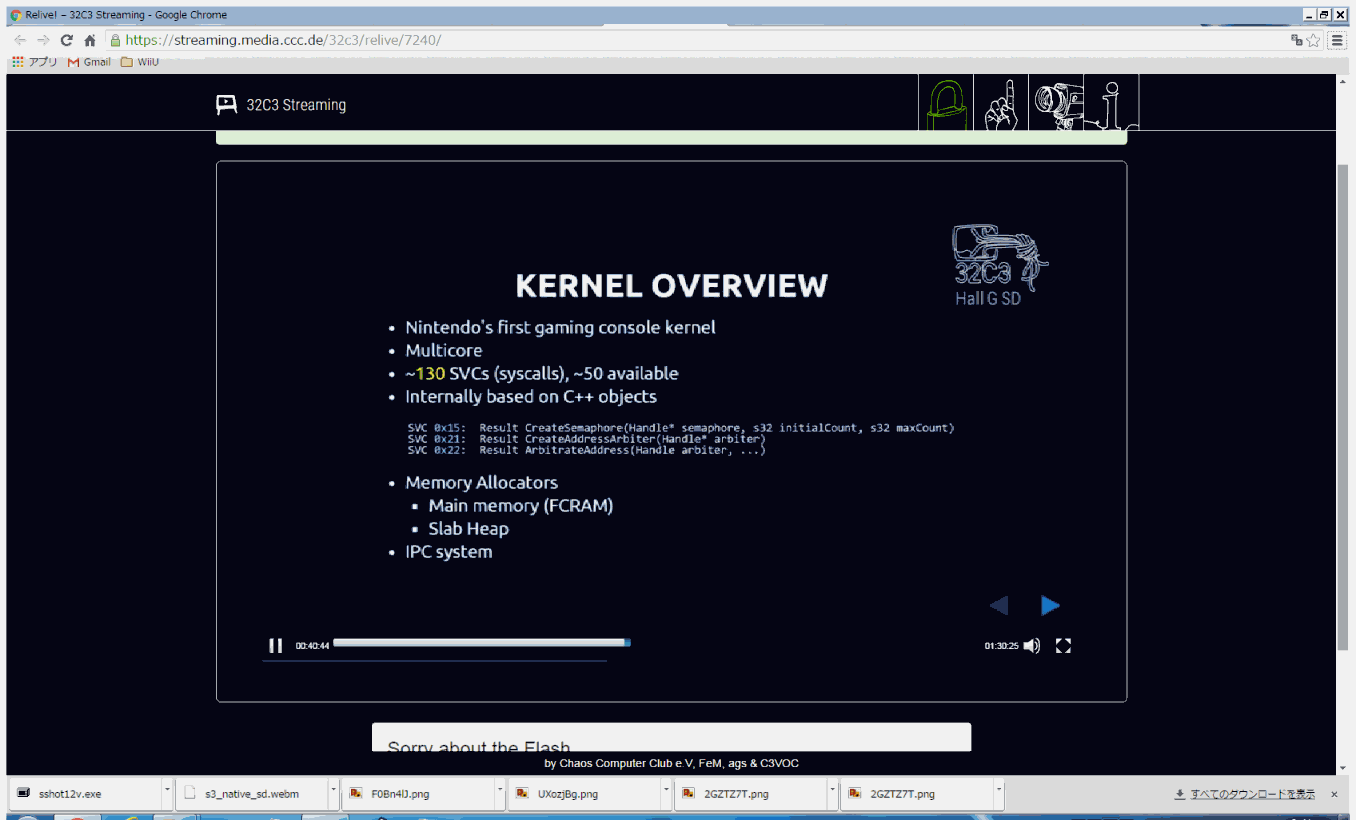 Relive! – 32C3 Streaming - Google Chrome
https://streaming.media.ccc.de/32c3/relive/7240/
アプリ Gmail WiiU
32C3 Streaming
32C3
Hall G SD
KERNEL OVERVIEW
• Nintendo's first gaming console kernel
• Multicore
• ~130 SVCs (syscalls), ~50 available
• Internally based on C++ objects
SVC 0x15: Result CreateSemaphore(Handle* semaphore, s32 initialCount, s32 maxCount)
SVC 0x21: Result CreateAddressArbiter(Handle* arbiter)
SVC 0x22: Result ArbitrateAddress(Handle arbiter, ...)
• Memory Allocators
▪ Main memory (FCRAM)
▪ Slab Heap
• IPC system
00:40:44 01:30:25
Sorry about the Flash
by Chaos Computer Club e.V, FeM, ags & C3VOC
sshot12v.exe s3_native_sd.webm F0Bn4lJ.png UXozjBg.png 2GZTZ7T.png 2GZTZ7T.png すべてのダウンロードを表示